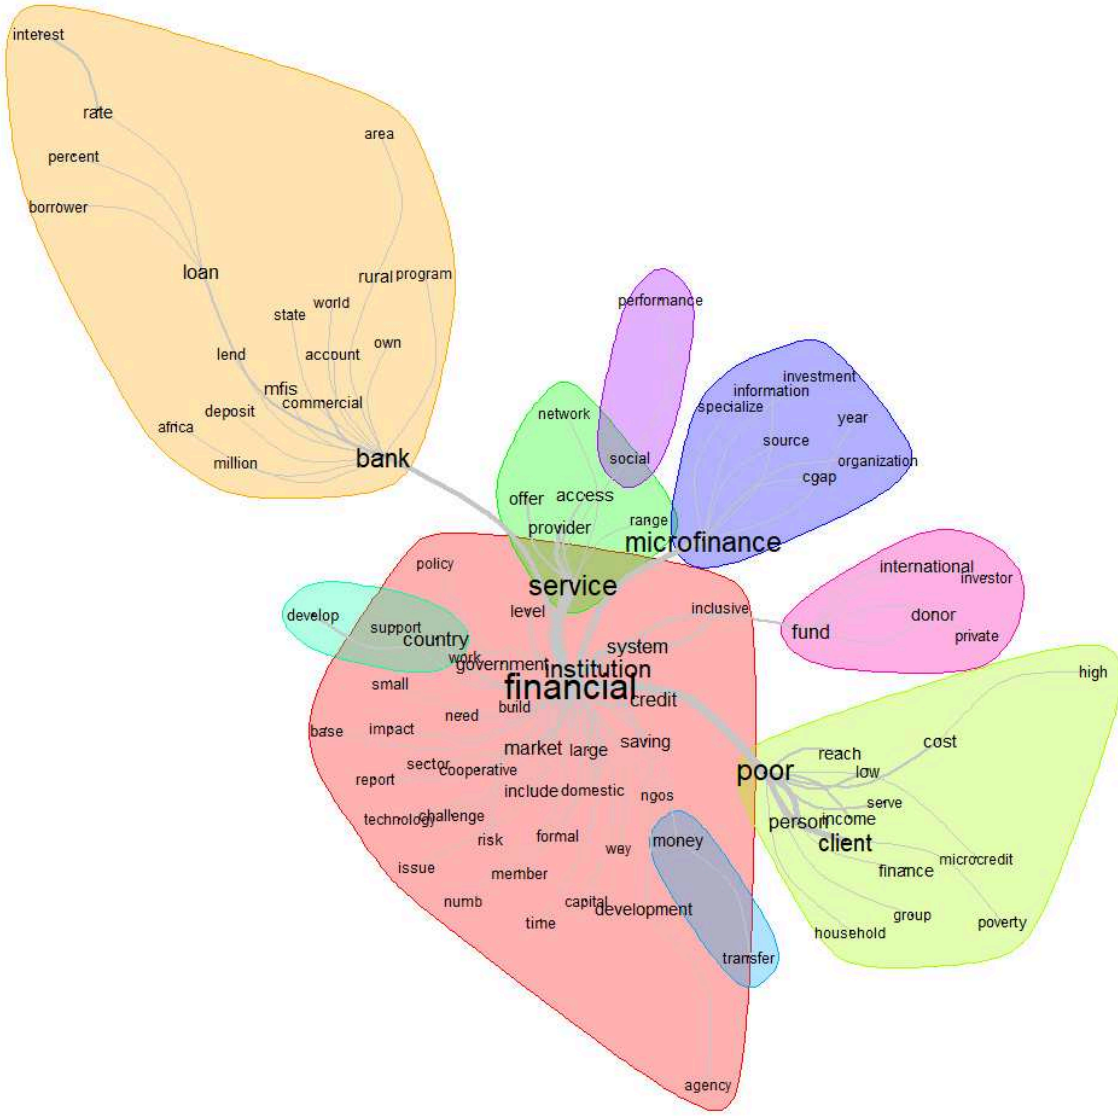 interest
rate
area
percent
borrower
loan
rural program
world
state
lend
account
own
mfis
commercial
deposit
africa
million
bank
performance
network
social
offer
access
provider
range
investment
information
specialize
year
source
organization
cgap
microfinance
service
policy
level
inclusive
develop
support
country
work
government
system
institution
financial
credit
small
build
need
base
impact
market
large
saving
sector
cooperative
report
include
domestic
ngos
technology
challenge
risk
formal
way
money
issue
member
numb
capital
development
time
transfer
agency
international
investor
donor
fund
private
high
cost
reach
low
poor
serve
person
income
client
finance
microcredit
group
household
poverty